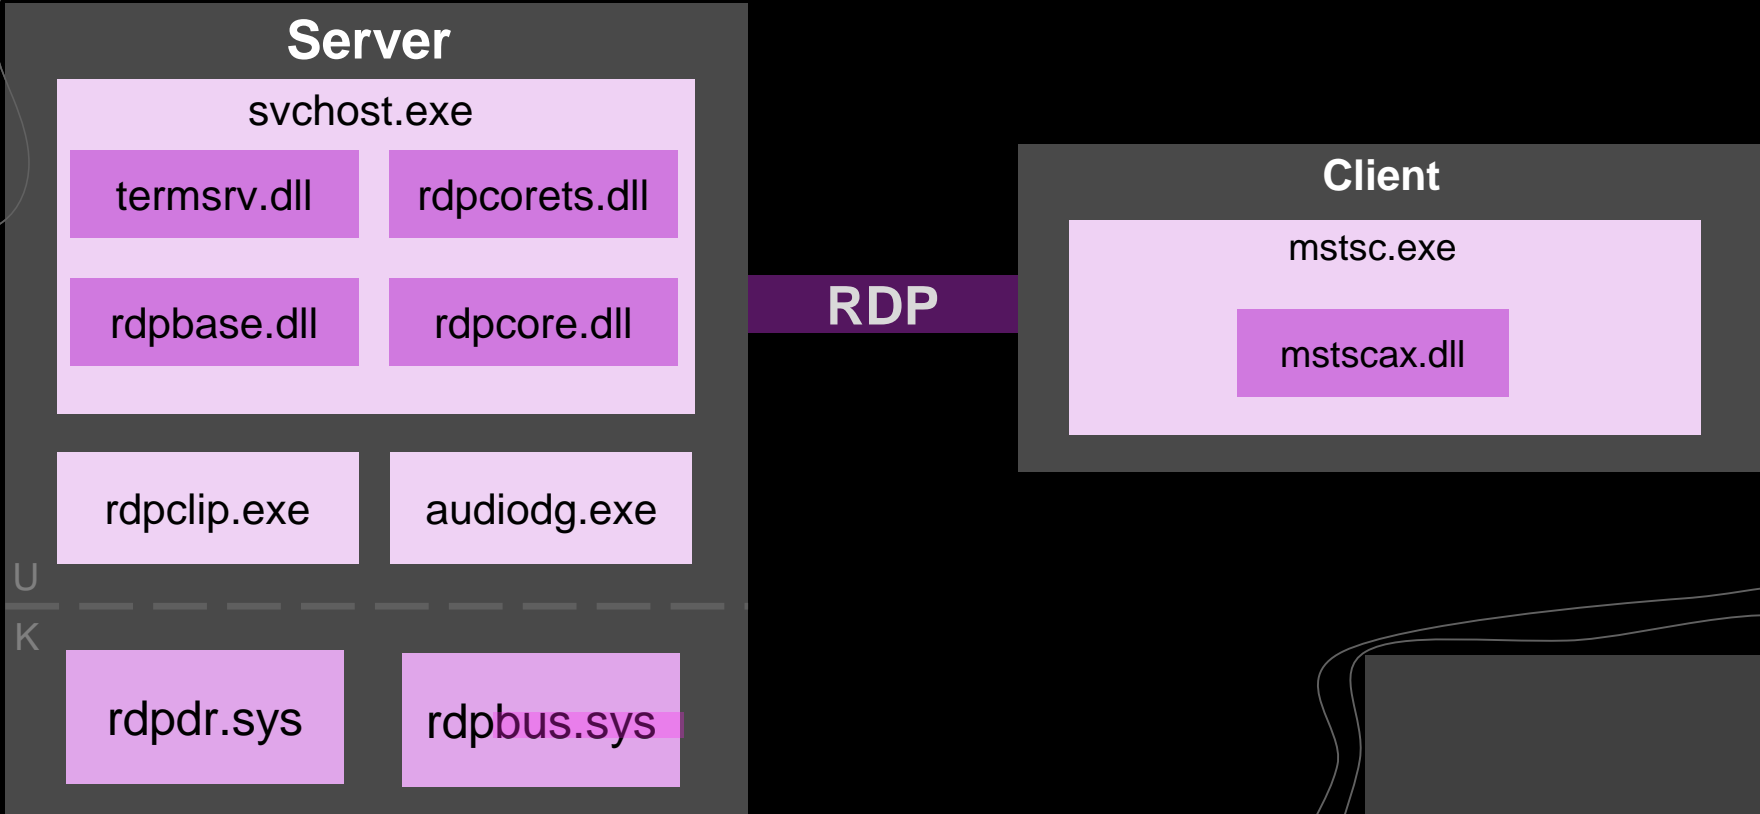 Server
svchost.exe
termsrv.dll
rdpcorets.dll
rdpbase.dll
rdpcore.dll
rdpclip.exe
audiodg.exe
U
K
rdpdr.sys
rdpbus.sys
RDP
Client
mstsc.exe
mstscax.dll